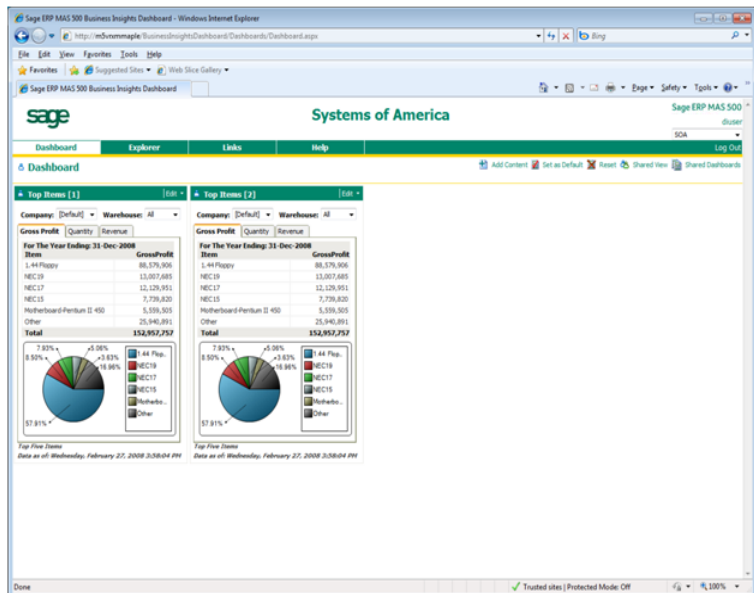 Sage ERP MAS 500 Business Insights Dashboard - Windows Internet Explorer
http://m5vnmmaple/BusinessInsightsDashboard/Dashboards/Dashboard.aspx
Bing
File Edit View Favorites Tools Help
Favorites Suggested Sites Web Slice Gallery
Sage ERP MAS 500 Business Insights Dashboard
Page Safety Tools
sage
Systems of America
Sage ERP MAS 500
diuser
SOA
Dashboard Explorer Links Help Log Out
Dashboard
Add Content Set as Default Reset Shared View Shared Dashboards
Top Items [1] Edit
Company: [Default] Warehouse: All
Gross Profit Quantity Revenue
For The Year Ending: 31-Dec-2008
Item GrossProfit
1.44 Floppy 88,579,906
NEC19 13,007,685
NEC17 12,129,951
NEC15 7,739,820
Motherboard-Pentium II 450 5,559,505
Other 25,940,891
Total 152,957,757
7.93% 5.06%
8.50% 3.63%
16.96%
57.91%
1.44 Flop..
NEC19
NEC17
NEC15
Motherbo..
Other
Top Five Items
Data as of: Wednesday, February 27, 2008 3:58:04 PM
Top Items [2] Edit
Company: [Default] Warehouse: All
Gross Profit Quantity Revenue
For The Year Ending: 31-Dec-2008
Item GrossProfit
1.44 Floppy 88,579,906
NEC19 13,007,685
NEC17 12,129,951
NEC15 7,739,820
Motherboard-Pentium II 450 5,559,505
Other 25,940,891
Total 152,957,757
7.93% 5.06%
8.50% 3.63%
16.96%
57.91%
1.44 Flop..
NEC19
NEC17
NEC15
Motherbo..
Other
Top Five Items
Data as of: Wednesday, February 27, 2008 3:58:04 PM
Done
Trusted sites | Protected Mode: Off
100%